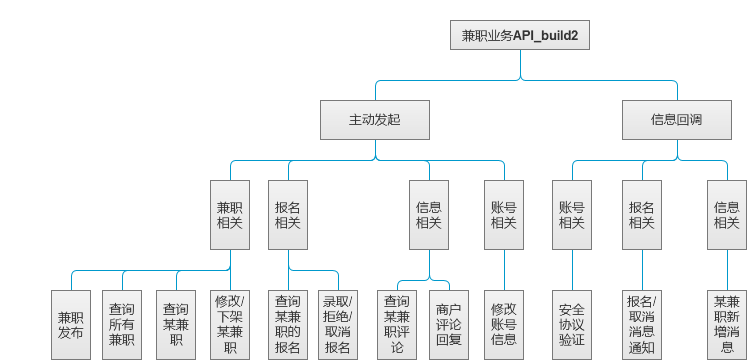 兼职业务API_build2
主动发起
信息回调
兼职
相关
报名
相关
信息
相关
账号
相关
账号
相关
报名
相关
信息
相关
兼职
发布
查询
所有
兼职
查询
某兼
职
修改/
下架
某兼
职
查询
某兼
职的
报名
录取/
拒绝/
取消
报名
查询
某兼
职评
论
商户
评论
回复
修改
账号
信息
安全
协议
验证
报名/
取消
消息
通知
某兼
职新
增消
息